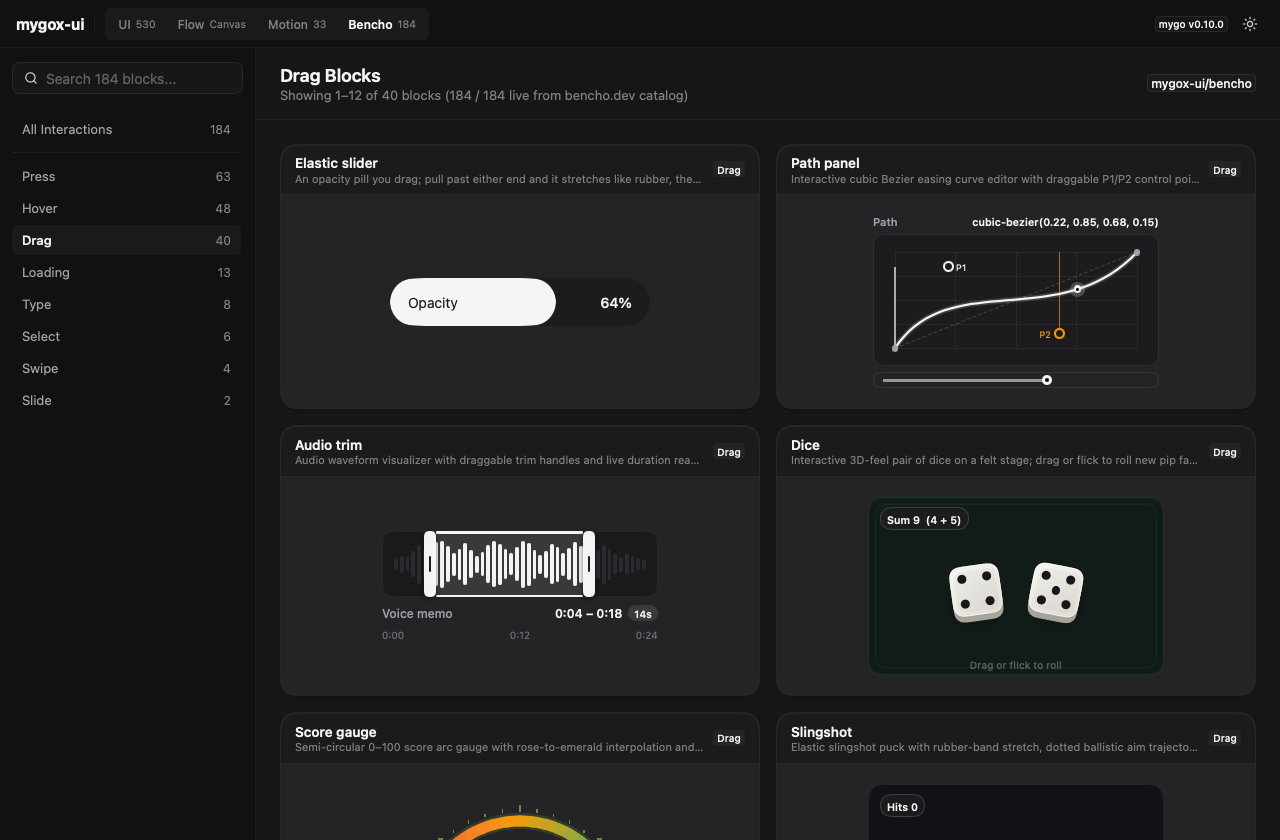 mygox-ui
UI 530
Flow Canvas
Motion 33
Bencho 184
mygo v0.10.0
Search 184 blocks...
All Interactions 184
Press 63
Hover 48
Drag 40
Loading 13
Type 8
Select 6
Swipe 4
Slide 2
Drag Blocks
Showing 1–12 of 40 blocks (184 / 184 live from bencho.dev catalog)
mygox-ui/bencho
Elastic slider
An opacity pill you drag; pull past either end and it stretches like rubber, the...
Drag
Opacity 64%
Path panel
Interactive cubic Bezier easing curve editor with draggable P1/P2 control poi...
Drag
Path cubic-bezier(0.22, 0.85, 0.68, 0.15)
P1
P2
Audio trim
Audio waveform visualizer with draggable trim handles and live duration rea...
Drag
Voice memo 0:04 – 0:18 14s
0:00 0:12 0:24
Dice
Interactive 3D-feel pair of dice on a felt stage; drag or flick to roll new pip fa...
Drag
Sum 9 (4 + 5)
Drag or flick to roll
Score gauge
Semi-circular 0–100 score arc gauge with rose-to-emerald interpolation and...
Drag
Slingshot
Elastic slingshot puck with rubber-band stretch, dotted ballistic aim trajecto...
Drag
Hits 0